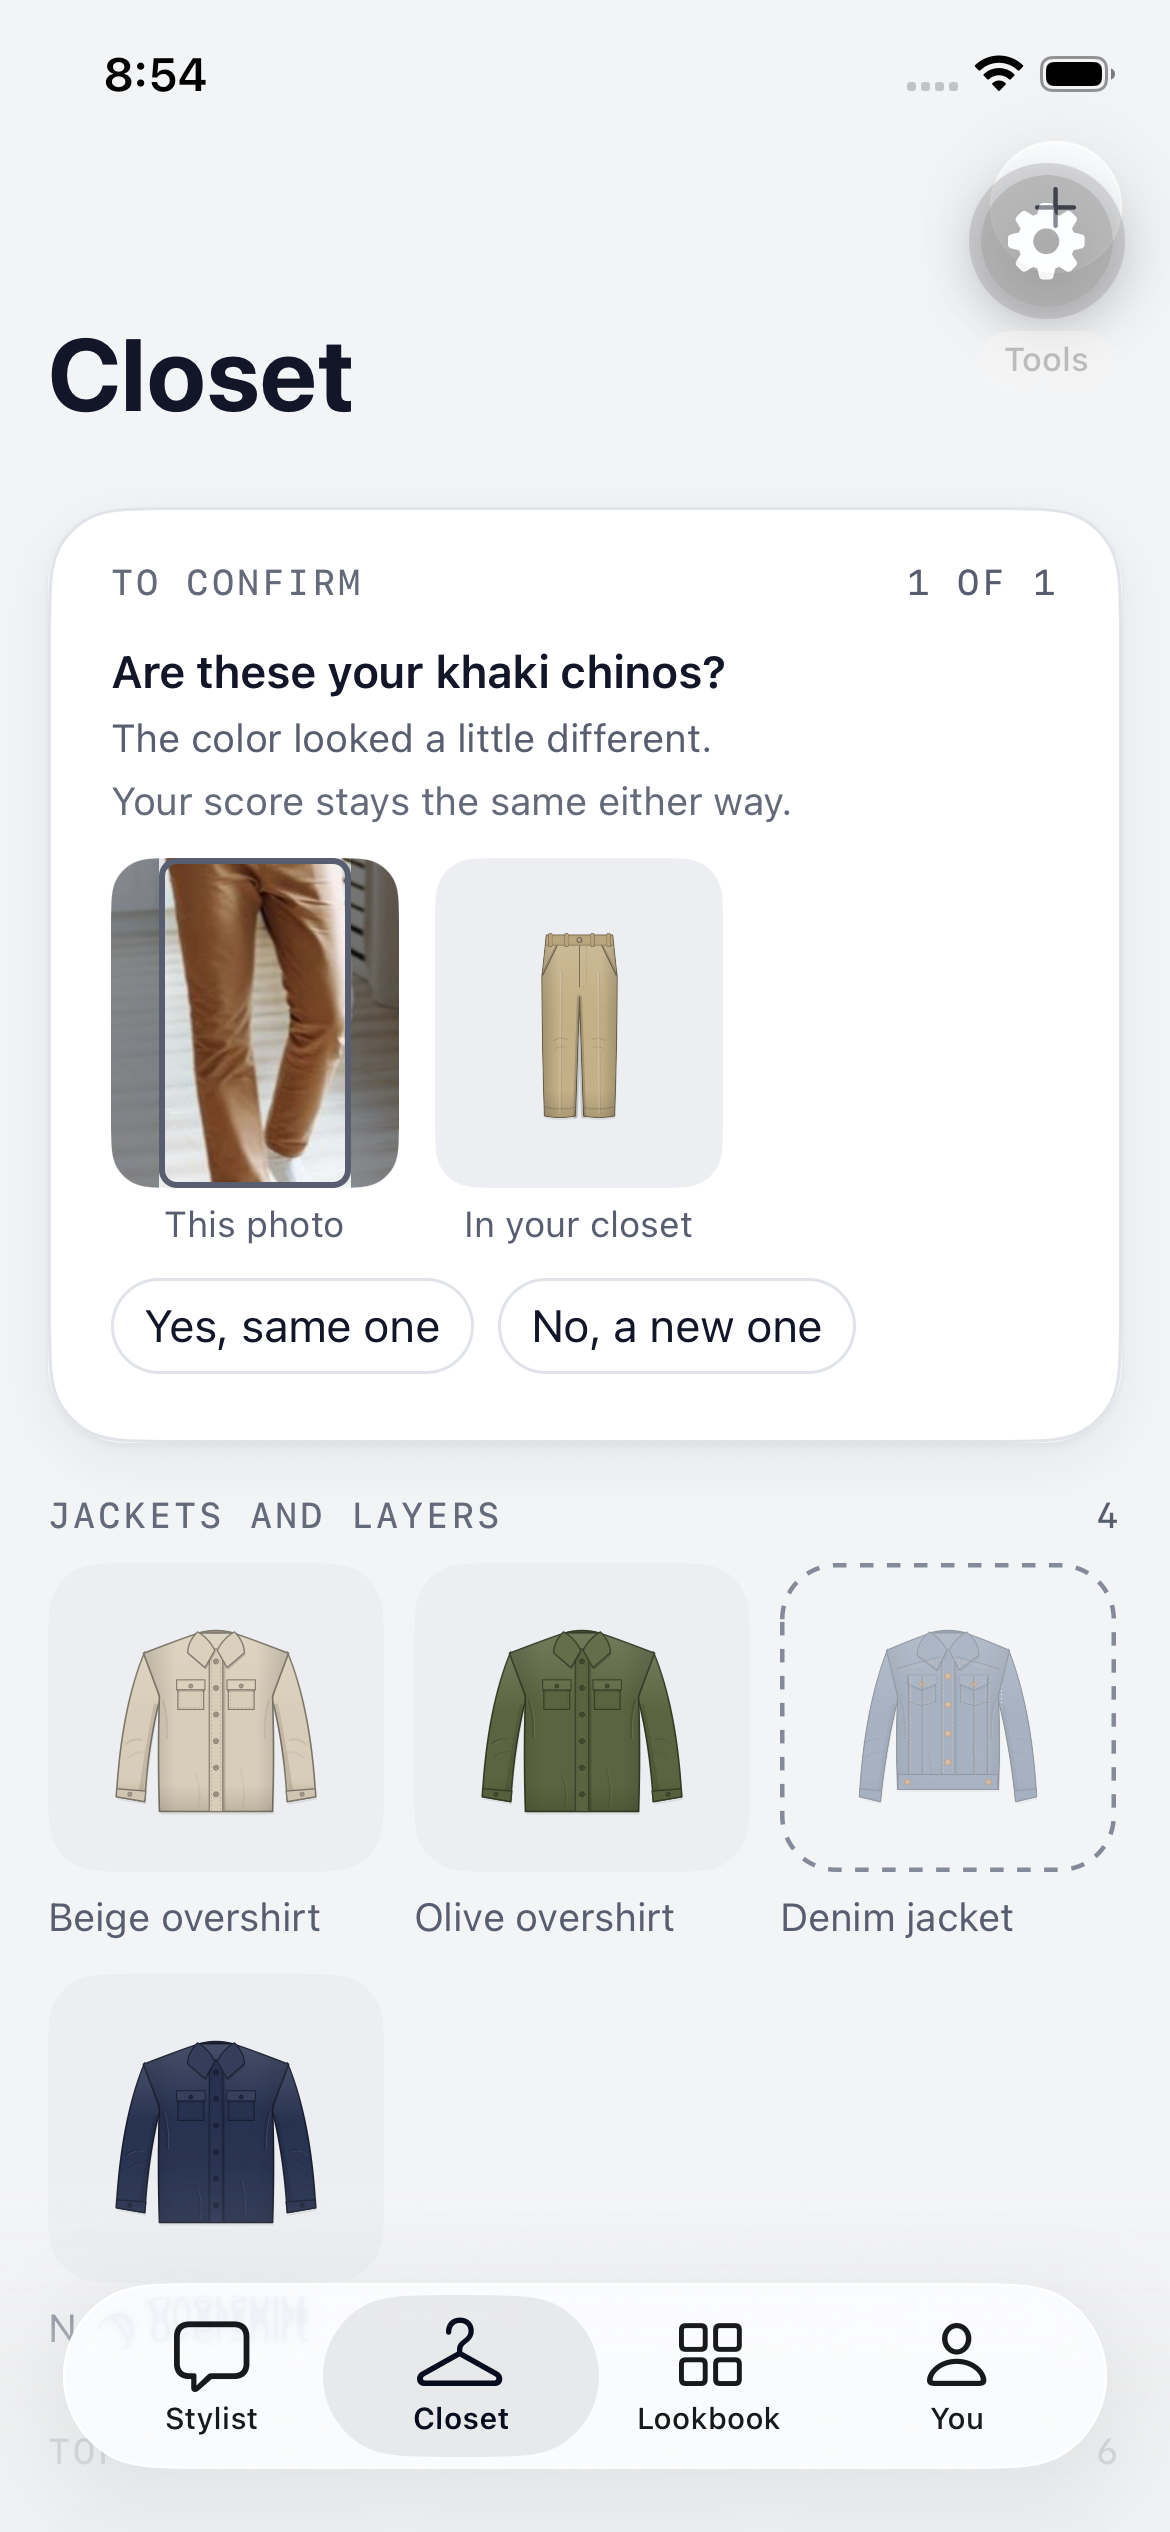 8:54
Tools
Closet
TO CONFIRM
1 OF 1
Are these your khaki chinos?
The color looked a little different.
Your score stays the same either way.
This photo
In your closet
Yes, same one
No, a new one
JACKETS AND LAYERS
4
Beige overshirt
Olive overshirt
Denim jacket
6
Stylist
Closet
Lookbook
You